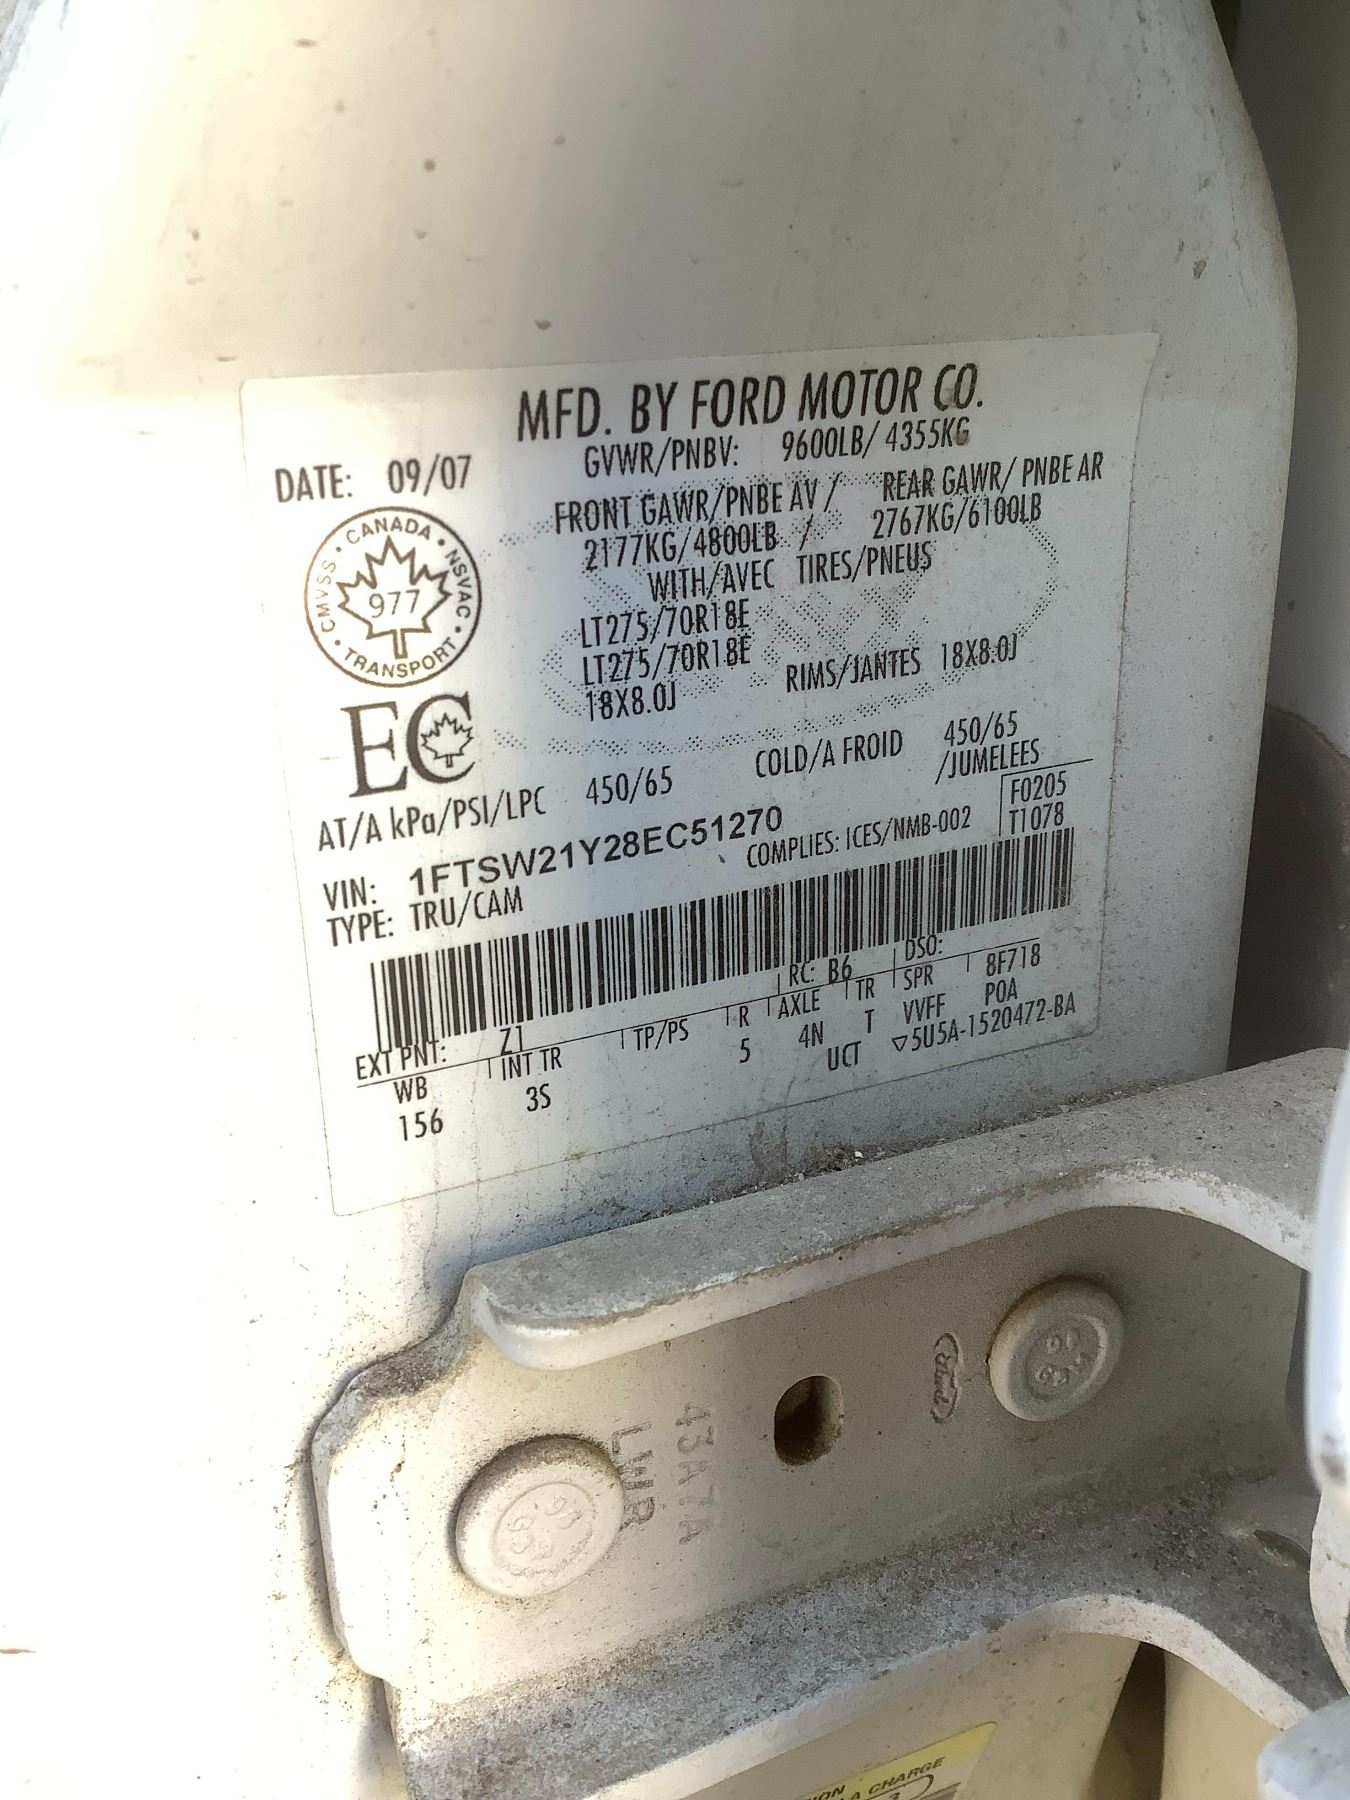 MFD. BY FORD MOTOR CO.
DATE: 09/07
GVWR/PNBV: 9600LB/ 4355KG
FRONT GAWR/PNBE AV / REAR GAWR/ PNBE AR
2177KG/4800LB / 2767KG/6100LB
WITH/AVEC TIRES/PNEUS
LT275/70R18E
LT275/70R18E
18X8.0J RIMS/JANTES 18X8.0J
CANADA
CMVSS NSVAC
977
TRANSPORT
EC
AT/A kPa/PSI/LPC 450/65 COLD/A FROID 450/65
/JUMELEES
VIN: 1FTSW21Y28EC51270
COMPLIES: ICES/NMB-002
F0205
T1078
TYPE: TRU/CAM
EXT PNT: Z1 RC: B6 DSO:
WB INT TR TP/PS R AXLE TR SPR 8F718
156 3S 5 4N T VVFF POA
UCT ▽5U5A-1520472-BA
Ford
43A7A
LWR
A CHARGE